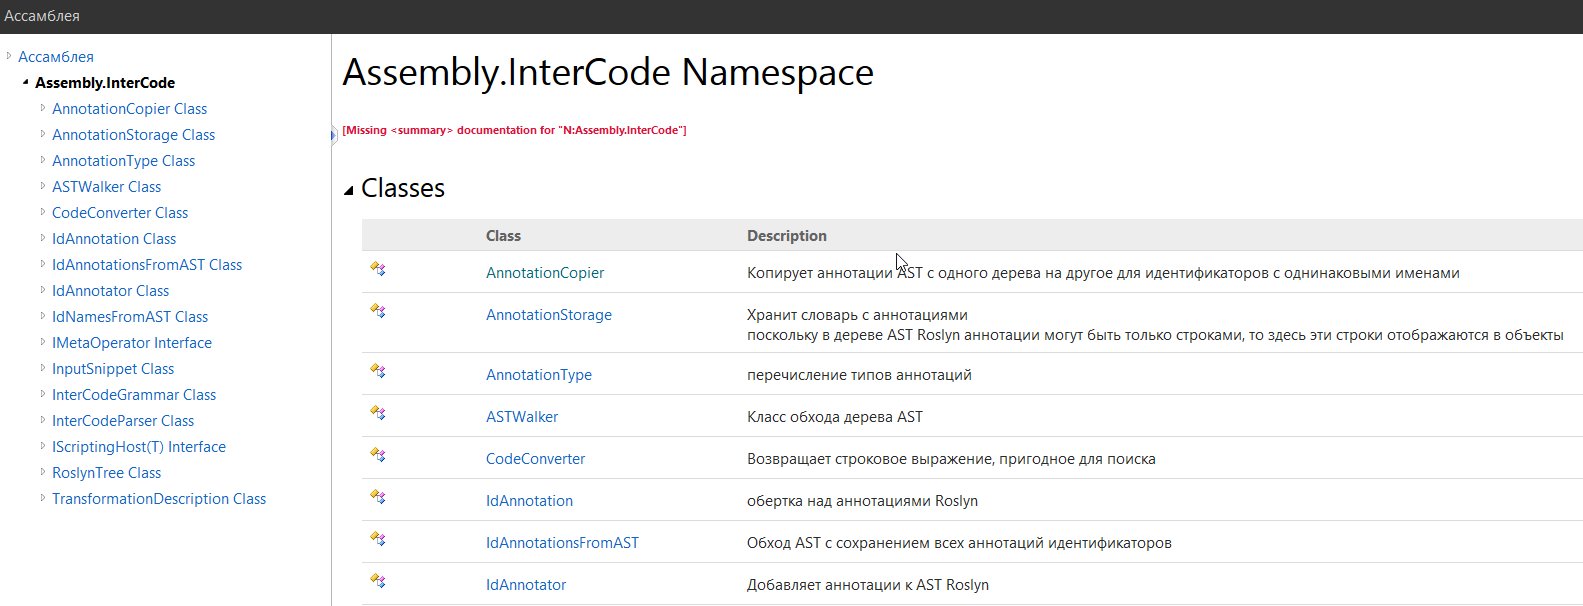 Ассамблея
Ассамблея
Assembly.InterCode
AnnotationCopier Class
AnnotationStorage Class
AnnotationType Class
ASTWalker Class
CodeConverter Class
IdAnnotation Class
IdAnnotationsFromAST Class
IdAnnotator Class
IdNamesFromAST Class
IMetaOperator Interface
InputSnippet Class
InterCodeGrammar Class
InterCodeParser Class
IScriptingHost(T) Interface
RoslynTree Class
TransformationDescription Class
Assembly.InterCode Namespace
[Missing <summary> documentation for "N:Assembly.InterCode"]
Classes
Class Description
AnnotationCopier Копирует аннотации AST с одного дерева на другое для идентификаторов с однинаковыми именами
AnnotationStorage Хранит словарь с аннотациями
поскольку в дереве AST Roslyn аннотации могут быть только строками, то здесь эти строки отображаются в объекты
AnnotationType перечисление типов аннотаций
ASTWalker Класс обхода дерева AST
CodeConverter Возвращает строковое выражение, пригодное для поиска
IdAnnotation обертка над аннотациями Roslyn
IdAnnotationsFromAST Обход AST с сохранением всех аннотаций идентификаторов
IdAnnotator Добавляет аннотации к AST Roslyn